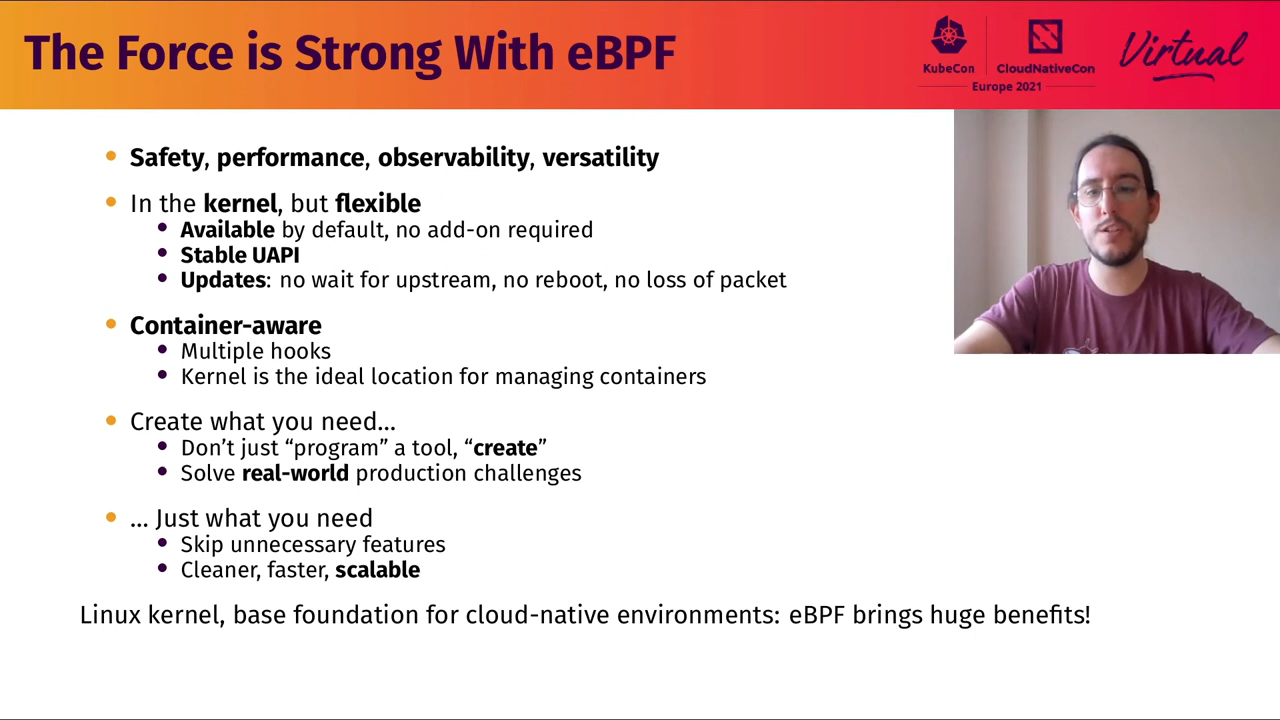 The Force is Strong With eBPF
KubeCon
CloudNativeCon
Europe 2021
Virtual
Safety, performance, observability, versatility
In the kernel, but flexible
Available by default, no add-on required
Stable UAPI
Updates: no wait for upstream, no reboot, no loss of packet
Container-aware
Multiple hooks
Kernel is the ideal location for managing containers
Create what you need...
Don’t just “program” a tool, “create”
Solve real-world production challenges
... Just what you need
Skip unnecessary features
Cleaner, faster, scalable
Linux kernel, base foundation for cloud-native environments: eBPF brings huge benefits!